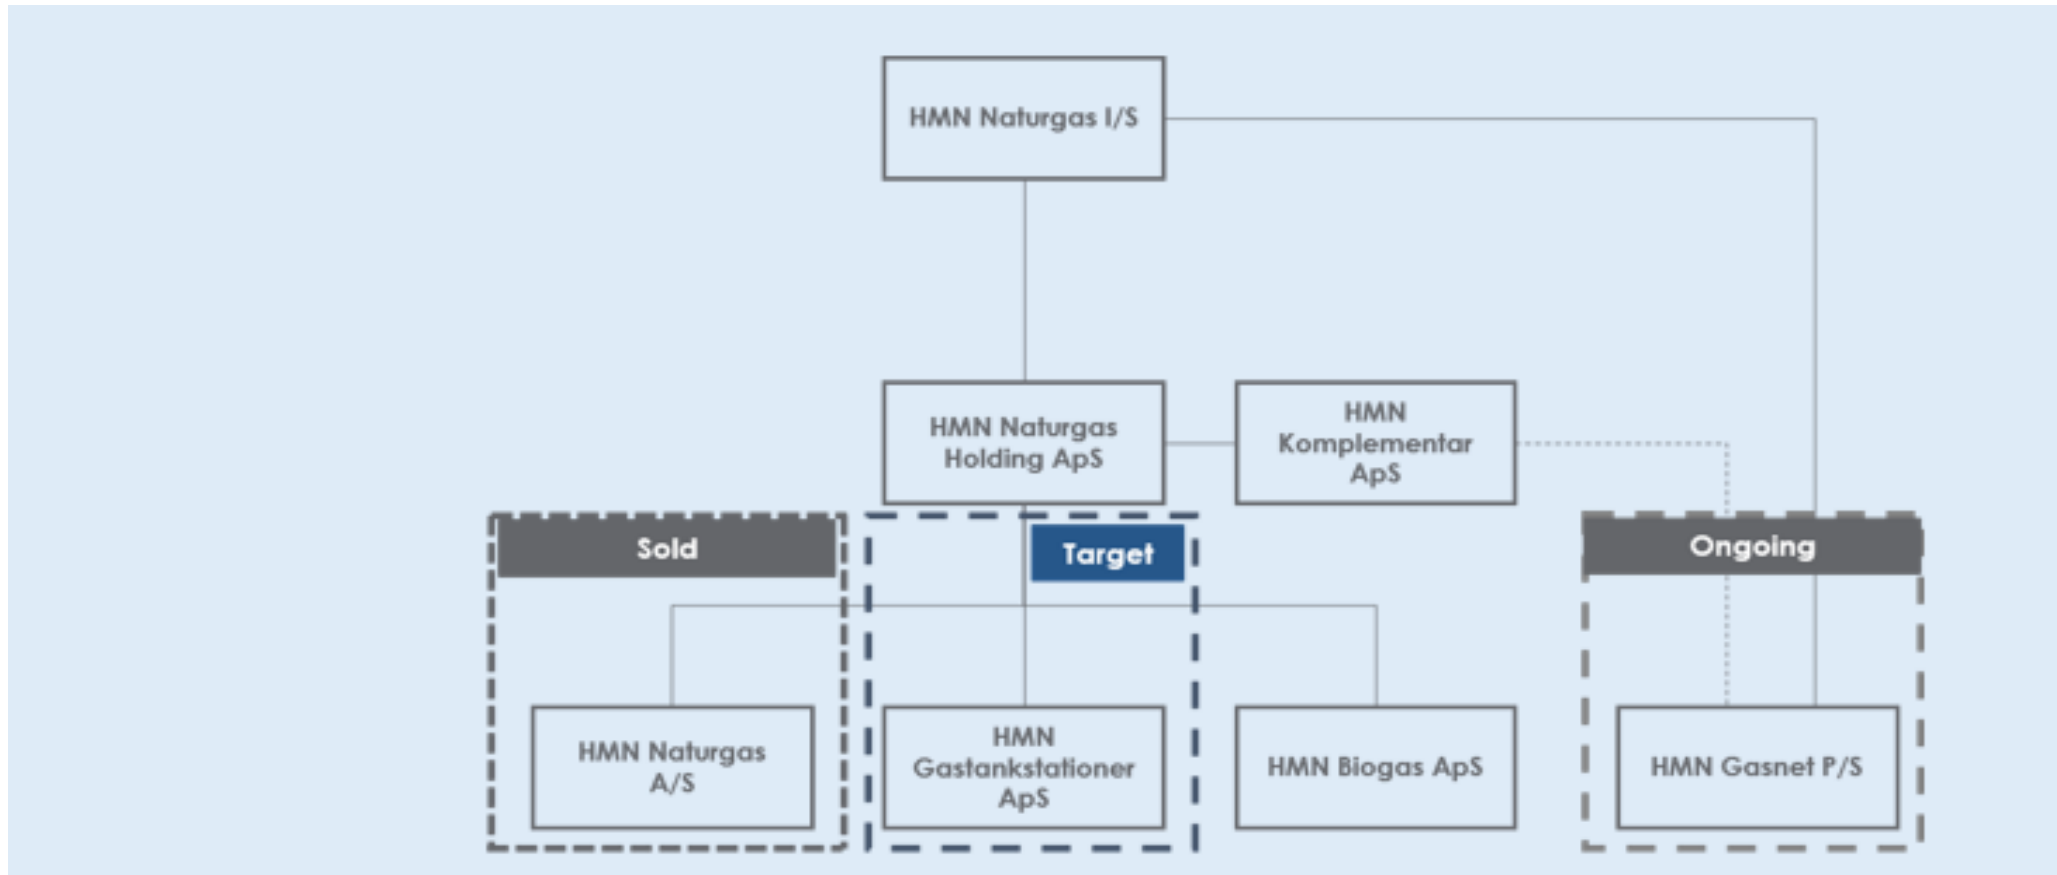 HMN Naturgas I/S
HMN Naturgas
Holding ApS
HMN
Komplementar
ApS
Sold
Target
Ongoing
HMN Naturgas
A/S
HMN
Gastankstationer
ApS
HMN Biogas ApS
HMN Gasnet P/S